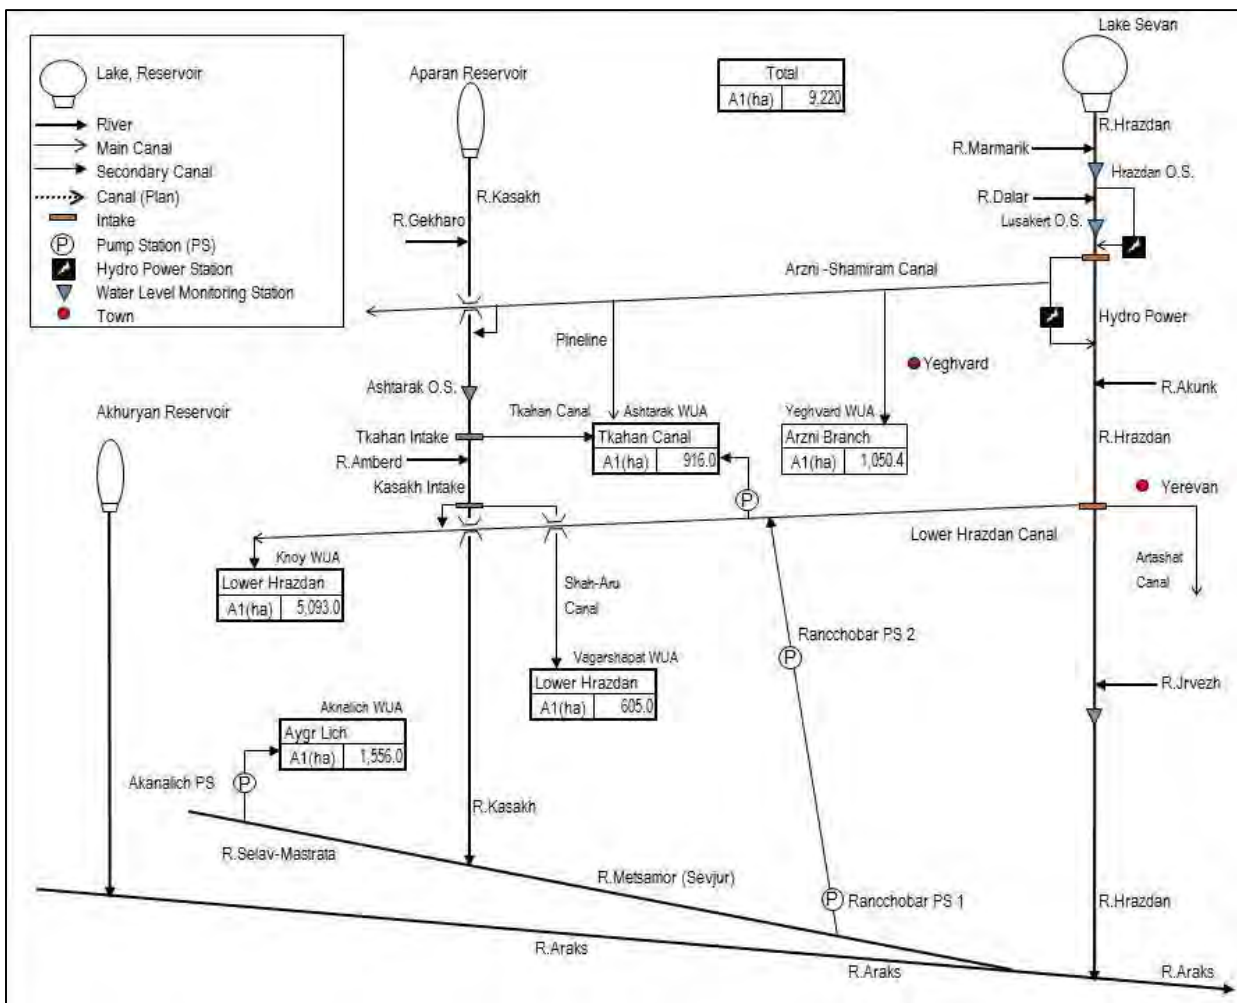 Lake Sevan
Lake, Reservoir
River
Main Canal
Secondary Canal
Canal (Plan)
Intake
P
Pump Station (PS)
Hydro Power Station
Water Level Monitoring Station
Town
Aparan Reservoir
Total
A1(ha) 9,220
R.Hrazdan
R.Marmarik
Hrazdan O.S.
R.Kasakh
R.Dalar
R.Gekharo
Lusakert O.S.
Arzni -Shamiram Canal
Hydro Power
Pineline
Yeghvard
Ashtarak O.S.
R.Akunk
Akhuryan Reservoir
Tkahan Canal
Ashtarak WUA
Yeghvard WUA
Tkahan Intake
Tkahan Canal
A1(ha) 916.0
Arzni Branch
A1(ha) 1,050.4
R.Hrazdan
R.Amberd
Kasakh Intake
P
Yerevan
Lower Hrazdan Canal
Artashat
Canal
Knoy WUA
Lower Hrazdan
A1(ha) 5,093.0
Shah-Aru
Canal
Rancchobar PS 2
P
Vagarshapat WUA
Lower Hrazdan
A1(ha) 605.0
R.Jrvezh
Aknalich WUA
Aygr Lich
A1(ha) 1,556.0
Akanalich PS
P
R.Kasakh
R.Selav-Mastrata
R.Metsamor (Sevjur)
P
Rancchobar PS 1
R.Hrazdan
R.Araks
R.Araks
R.Araks